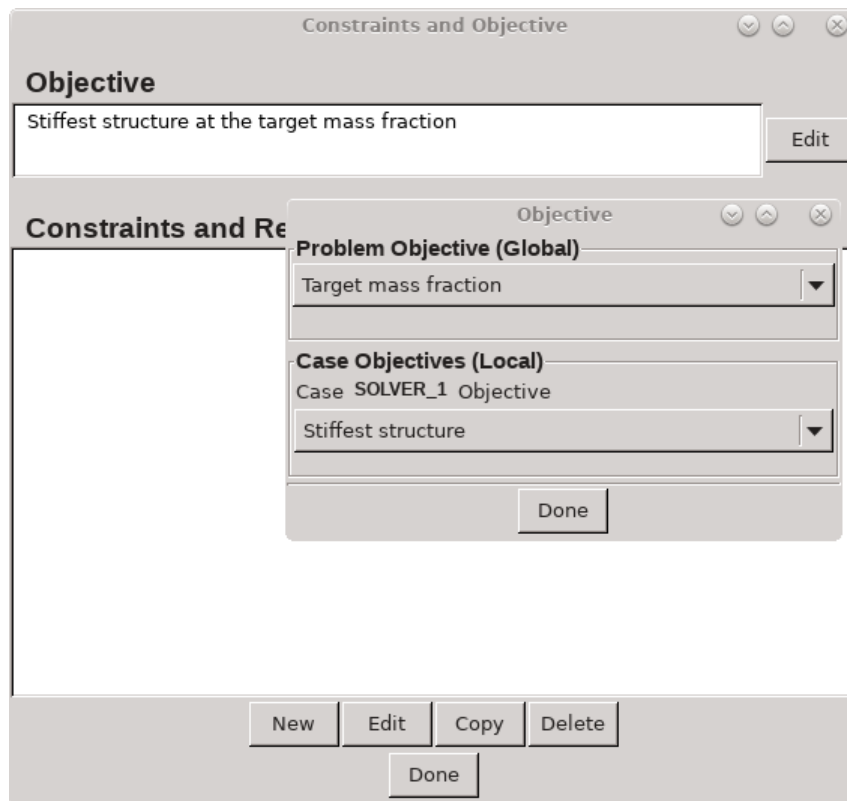 Constraints and Objective
Objective
Stiffest structure at the target mass fraction
Edit
Constraints and Re
Objective
Problem Objective (Global)
Target mass fraction
Case Objectives (Local)
Case SOLVER_1 Objective
Stiffest structure
Done
New Edit Copy Delete
Done